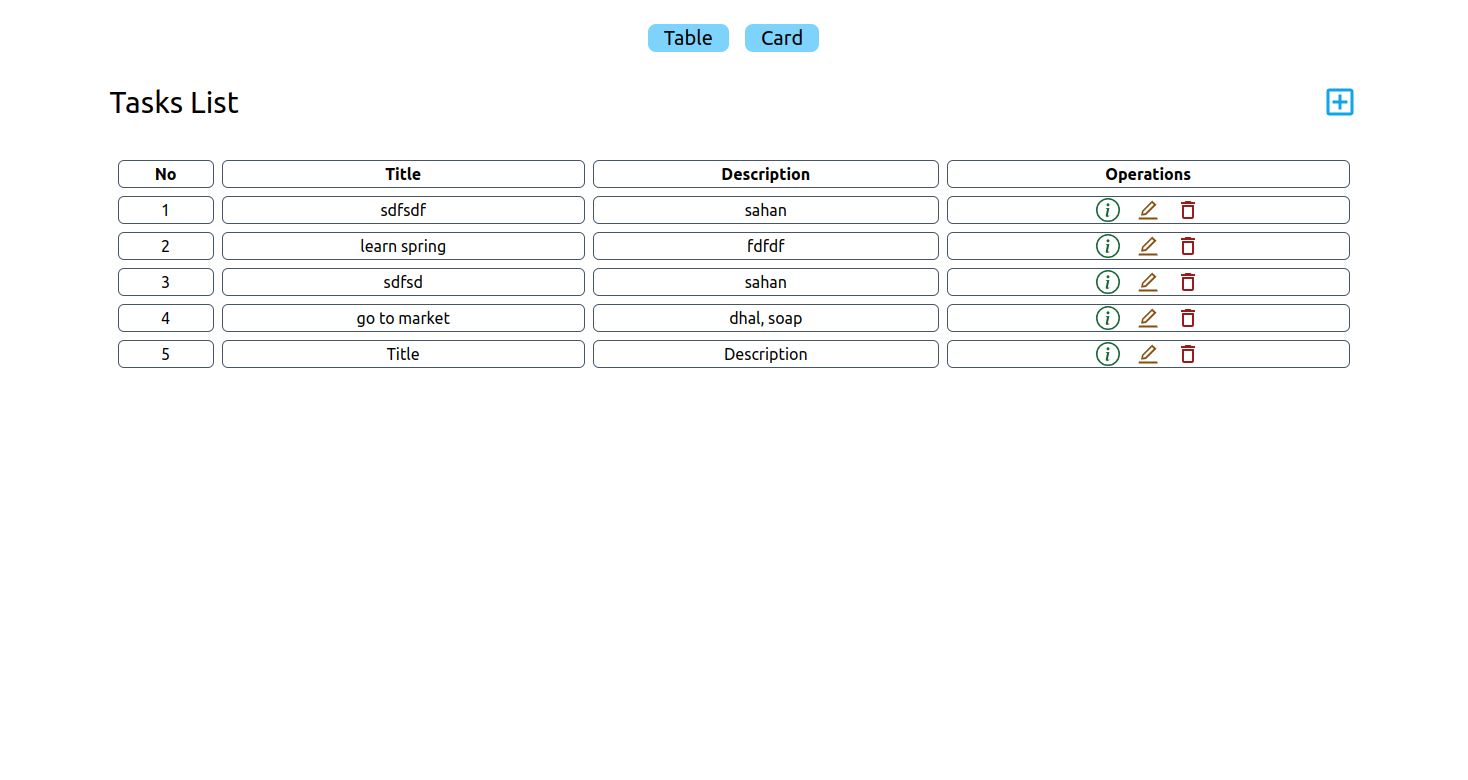 Table Card
Tasks List
No Title Description Operations
1 sdfsdf sahan
2 learn spring fdfdf
3 sdfsd sahan
4 go to market dhal, soap
5 Title Description